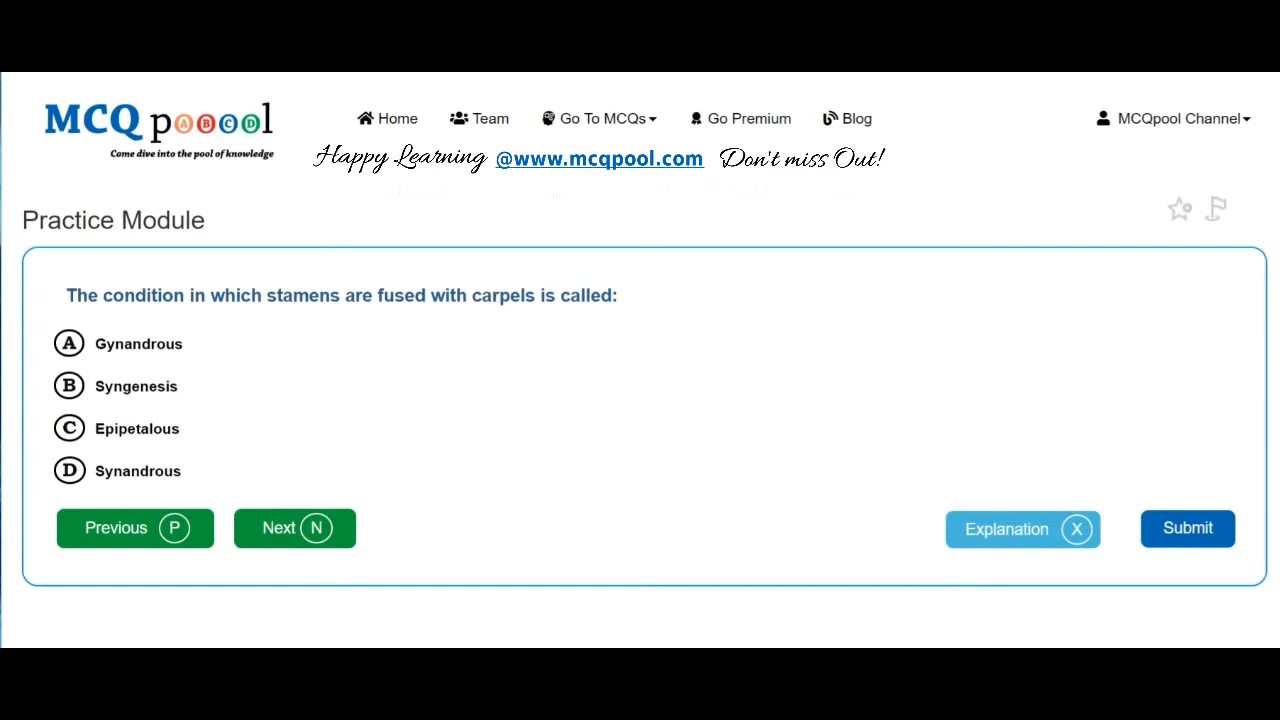 MCQ pooool
A B C D
Come dive into the pool of knowledge
Home Team Go To MCQs Go Premium Blog MCQpool Channel
Happy Learning @www.mcqpool.com Don't miss Out!
Practice Module
The condition in which stamens are fused with carpels is called:
A Gynandrous
B Syngenesis
C Epipetalous
D Synandrous
Previous P Next N Explanation X Submit